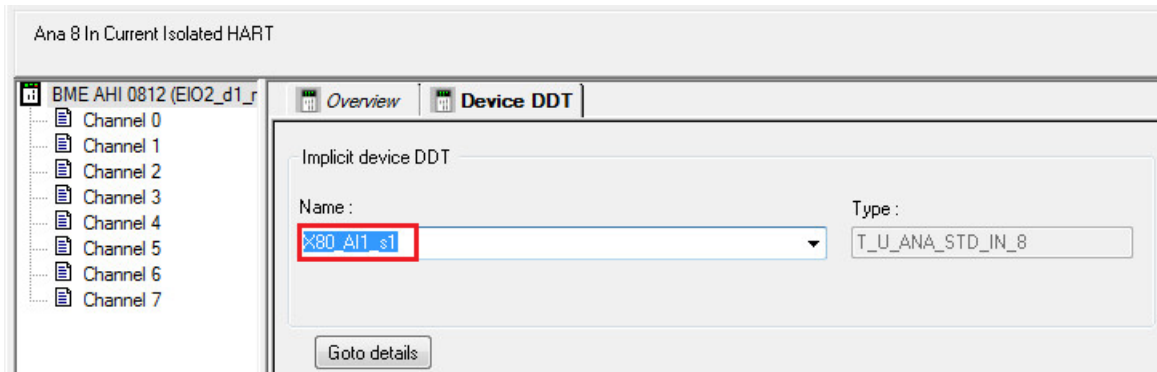 Ana 8 In Current Isolated HART
BME AHI 0812 (EIO2_d1_r
Channel 0
Channel 1
Channel 2
Channel 3
Channel 4
Channel 5
Channel 6
Channel 7
Overview
Device DDT
Implicit device DDT
Name :
Type :
X80_AI1_s1
T_U_ANA_STD_IN_8
Goto details